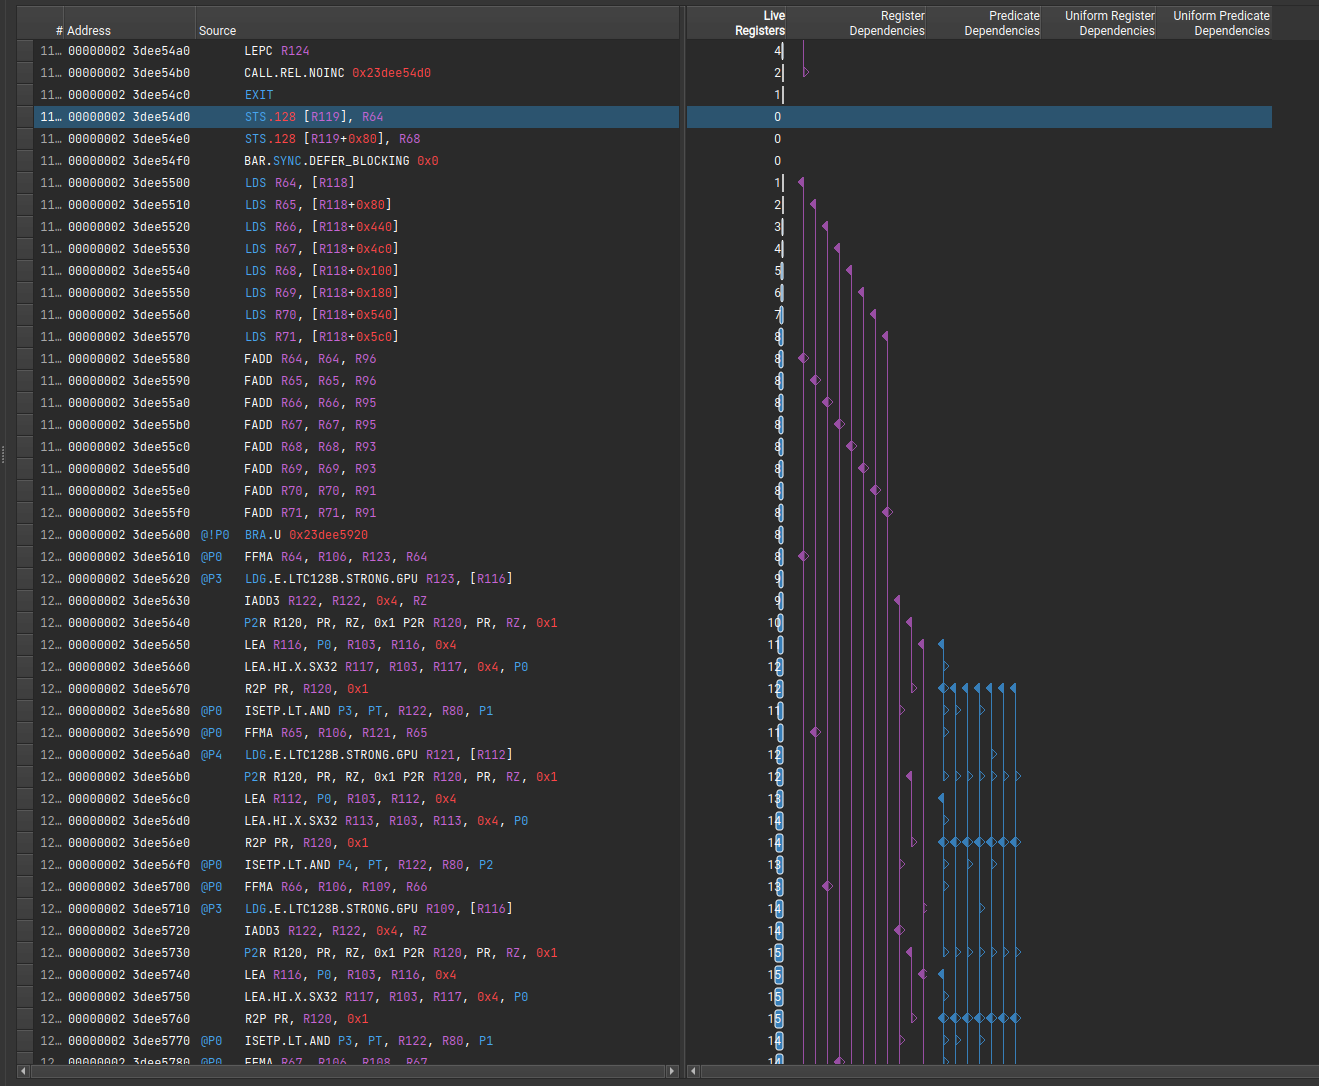 # Address Source Live Registers Register Dependencies Predicate Dependencies Uniform Register Dependencies Uniform Predicate Dependencies
11… 00000002 3dee54a0 LEPC R124 4
11… 00000002 3dee54b0 CALL.REL.NOINC 0x23dee54d0 2
11… 00000002 3dee54c0 EXIT 1
11… 00000002 3dee54d0 STS.128 [R119], R64 0
11… 00000002 3dee54e0 STS.128 [R119+0x80], R68 0
11… 00000002 3dee54f0 BAR.SYNC.DEFER_BLOCKING 0x0 0
11… 00000002 3dee5500 LDS R64, [R118] 1
11… 00000002 3dee5510 LDS R65, [R118+0x80] 2
11… 00000002 3dee5520 LDS R66, [R118+0x440] 3
11… 00000002 3dee5530 LDS R67, [R118+0x4c0] 4
11… 00000002 3dee5540 LDS R68, [R118+0x100] 5
11… 00000002 3dee5550 LDS R69, [R118+0x180] 6
11… 00000002 3dee5560 LDS R70, [R118+0x540] 7
11… 00000002 3dee5570 LDS R71, [R118+0x5c0] 8
11… 00000002 3dee5580 FADD R64, R64, R96 8
11… 00000002 3dee5590 FADD R65, R65, R96 8
11… 00000002 3dee55a0 FADD R66, R66, R95 8
11… 00000002 3dee55b0 FADD R67, R67, R95 8
11… 00000002 3dee55c0 FADD R68, R68, R93 8
11… 00000002 3dee55d0 FADD R69, R69, R93 8
11… 00000002 3dee55e0 FADD R70, R70, R91 8
12… 00000002 3dee55f0 FADD R71, R71, R91 8
12… 00000002 3dee5600 @!P0 BRA.U 0x23dee5920 8
12… 00000002 3dee5610 @P0 FFMA R64, R106, R123, R64 8
12… 00000002 3dee5620 @P3 LDG.E.LTC128B.STRONG.GPU R123, [R116] 9
12… 00000002 3dee5630 IADD3 R122, R122, 0x4, RZ 9
12… 00000002 3dee5640 P2R R120, PR, RZ, 0x1 P2R R120, PR, RZ, 0x1 10
12… 00000002 3dee5650 LEA R116, P0, R103, R116, 0x4 11
12… 00000002 3dee5660 LEA.HI.X.SX32 R117, R103, R117, 0x4, P0 12
12… 00000002 3dee5670 R2P PR, R120, 0x1 12
12… 00000002 3dee5680 @P0 ISETP.LT.AND P3, PT, R122, R80, P1 11
12… 00000002 3dee5690 @P0 FFMA R65, R106, R121, R65 11
12… 00000002 3dee56a0 @P4 LDG.E.LTC128B.STRONG.GPU R121, [R112] 12
12… 00000002 3dee56b0 P2R R120, PR, RZ, 0x1 P2R R120, PR, RZ, 0x1 12
12… 00000002 3dee56c0 LEA R112, P0, R103, R112, 0x4 13
12… 00000002 3dee56d0 LEA.HI.X.SX32 R113, R103, R113, 0x4, P0 14
12… 00000002 3dee56e0 R2P PR, R120, 0x1 14
12… 00000002 3dee56f0 @P0 ISETP.LT.AND P4, PT, R122, R80, P2 13
12… 00000002 3dee5700 @P0 FFMA R66, R106, R109, R66 13
12… 00000002 3dee5710 @P3 LDG.E.LTC128B.STRONG.GPU R109, [R116] 14
12… 00000002 3dee5720 IADD3 R122, R122, 0x4, RZ 14
12… 00000002 3dee5730 P2R R120, PR, RZ, 0x1 P2R R120, PR, RZ, 0x1 15
12… 00000002 3dee5740 LEA R116, P0, R103, R116, 0x4 15
12… 00000002 3dee5750 LEA.HI.X.SX32 R117, R103, R117, 0x4, P0 15
12… 00000002 3dee5760 R2P PR, R120, 0x1 15
12… 00000002 3dee5770 @P0 ISETP.LT.AND P3, PT, R122, R80, P1 14
12… 00000002 3dee5780 @P0 FFMA R67, R106, R108, R67 14